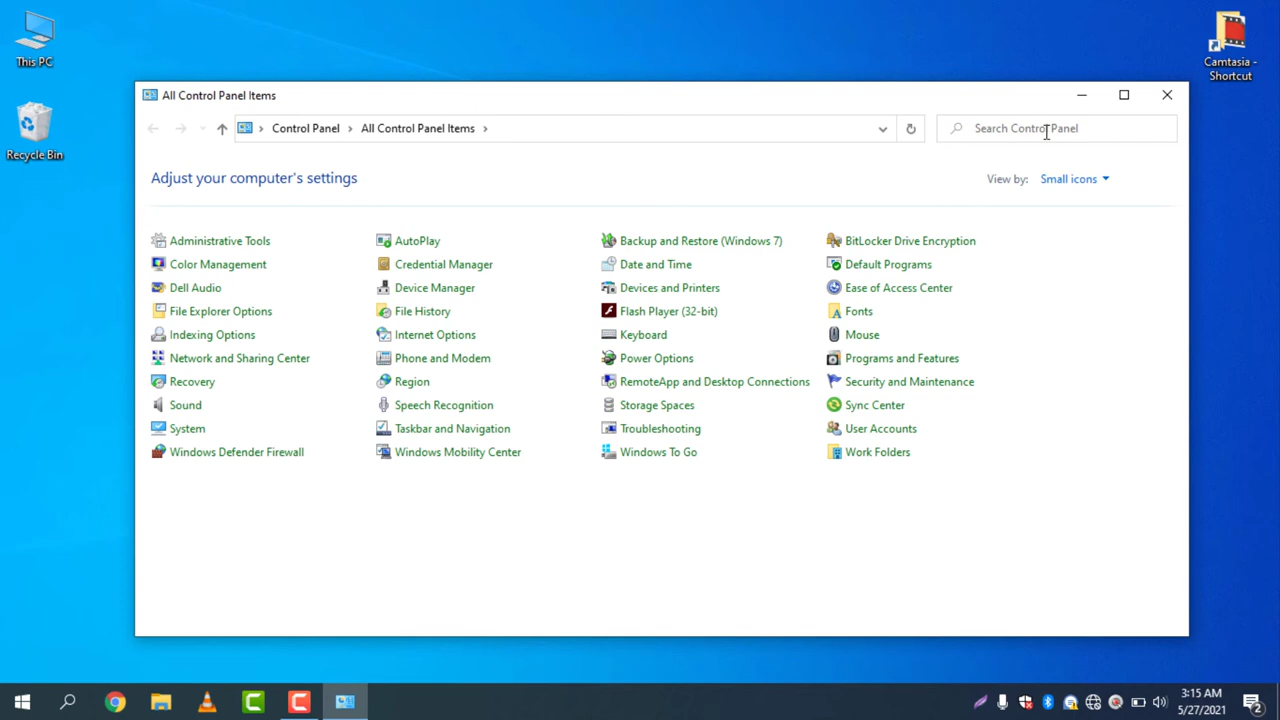 This PC
Recycle Bin
Camtasia -
Shortcut
All Control Panel Items
Control Panel
All Control Panel Items
Search Control Panel
Adjust your computer's settings
View by: Small icons
Administrative Tools
AutoPlay
Backup and Restore (Windows 7)
BitLocker Drive Encryption
Color Management
Credential Manager
Date and Time
Default Programs
Dell Audio
Device Manager
Devices and Printers
Ease of Access Center
File Explorer Options
File History
Flash Player (32-bit)
Fonts
Indexing Options
Internet Options
Keyboard
Mouse
Network and Sharing Center
Phone and Modem
Power Options
Programs and Features
Recovery
Region
RemoteApp and Desktop Connections
Security and Maintenance
Sound
Speech Recognition
Storage Spaces
Sync Center
System
Taskbar and Navigation
Troubleshooting
User Accounts
Windows Defender Firewall
Windows Mobility Center
Windows To Go
Work Folders
3:15 AM
5/27/2021
2